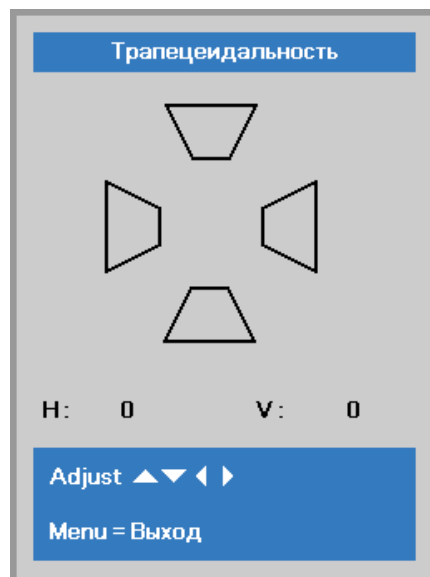 Трапецеидальность
H: 0 V: 0
Adjust
Menu = Выход